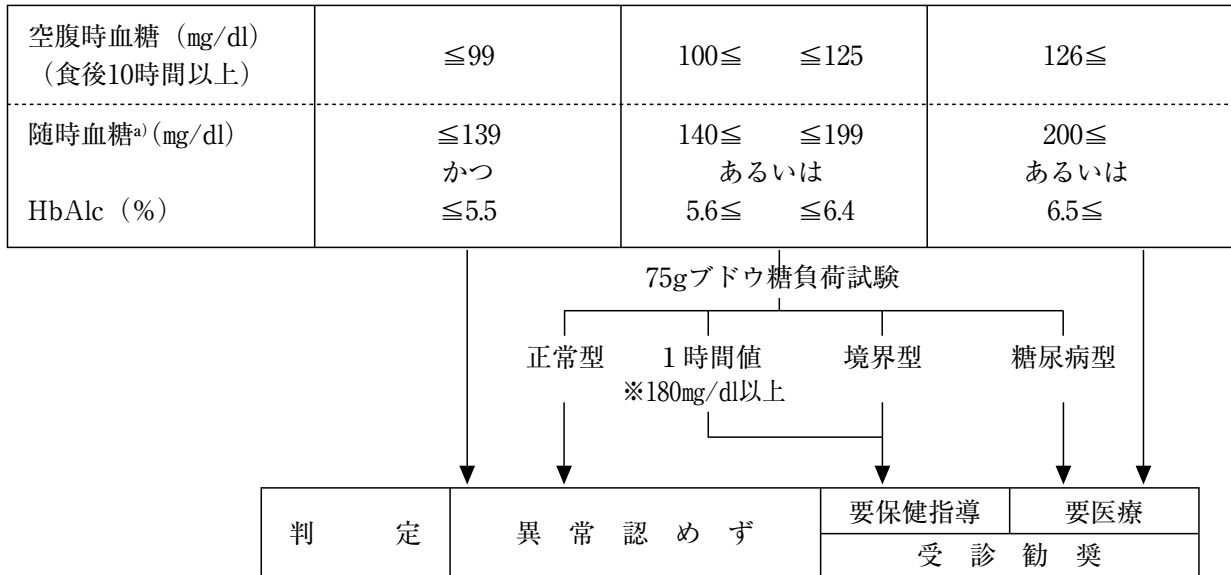 空腹時血糖（mg/dl） ≦99 100≦ ≦125 126≦
（食後10時間以上）
随時血糖a）(mg/dl) ≦139 140≦ ≦199 200≦
かつ あるいは あるいは
HbAlc（%） ≦5.5 5.6≦ ≦6.4 6.5≦
75gブドウ糖負荷試験
正常型 1時間値 境界型 糖尿病型
※180mg/dl以上
判定 異常認めず 要保健指導 要医療
受診勧奨